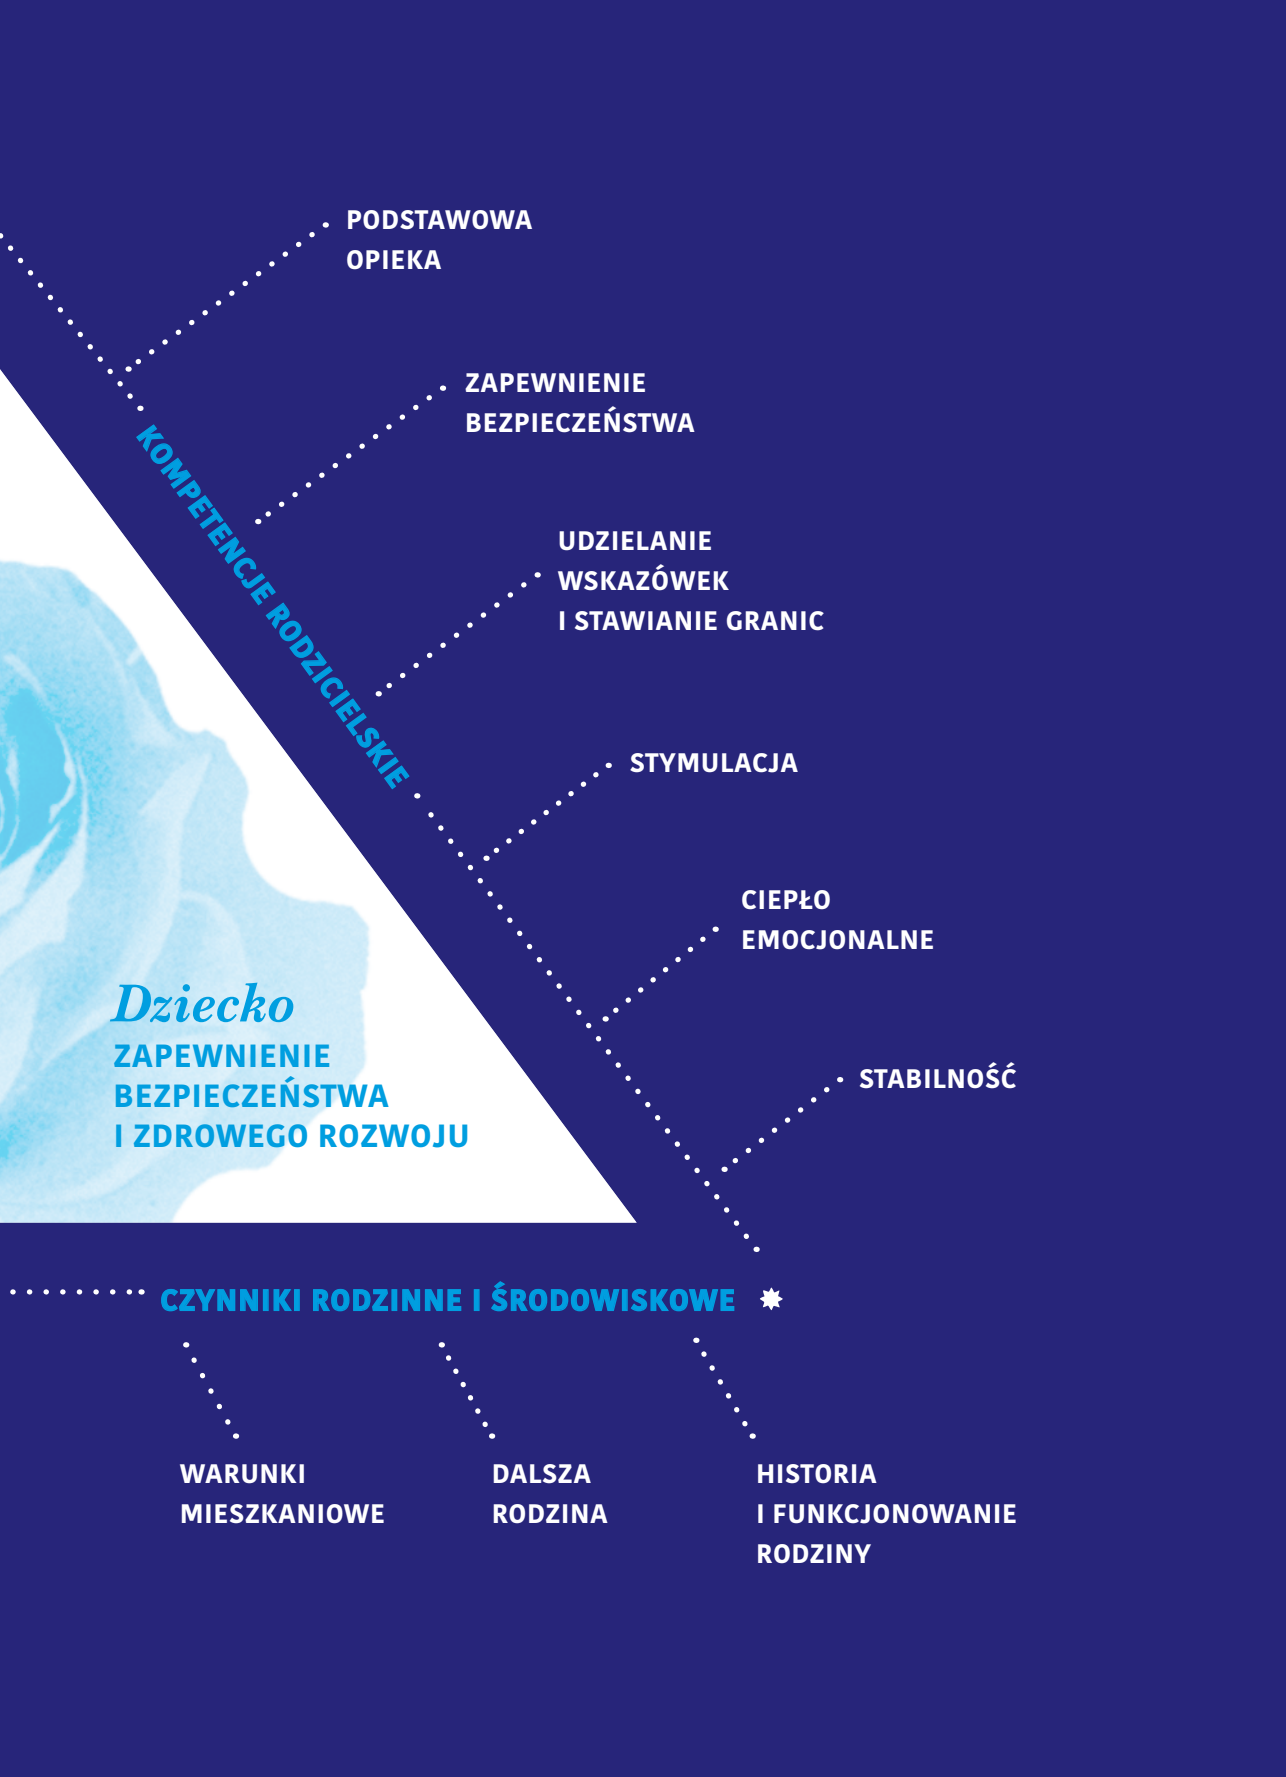 PODSTAWOWA
OPIEKA
ZAPEWNIENIE
BEZPIECZEŃSTWA
KOMPETENCJE RODZICIELSKIE
UDZIELANIE
WSKAZÓWEK
I STAWIANIE GRANIC
STYMULACJA
CIEPŁO
EMOCJONALNE
STABILNOŚĆ
Dziecko
ZAPEWNIENIE
BEZPIECZEŃSTWA
I ZDROWEGO ROZWOJU
CZYNNIKI RODZINNE I ŚRODOWISKOWE
WARUNKI
MIESZKANIOWE
DALSZA
RODZINA
HISTORIA
I FUNKCJONOWANIE
RODZINY